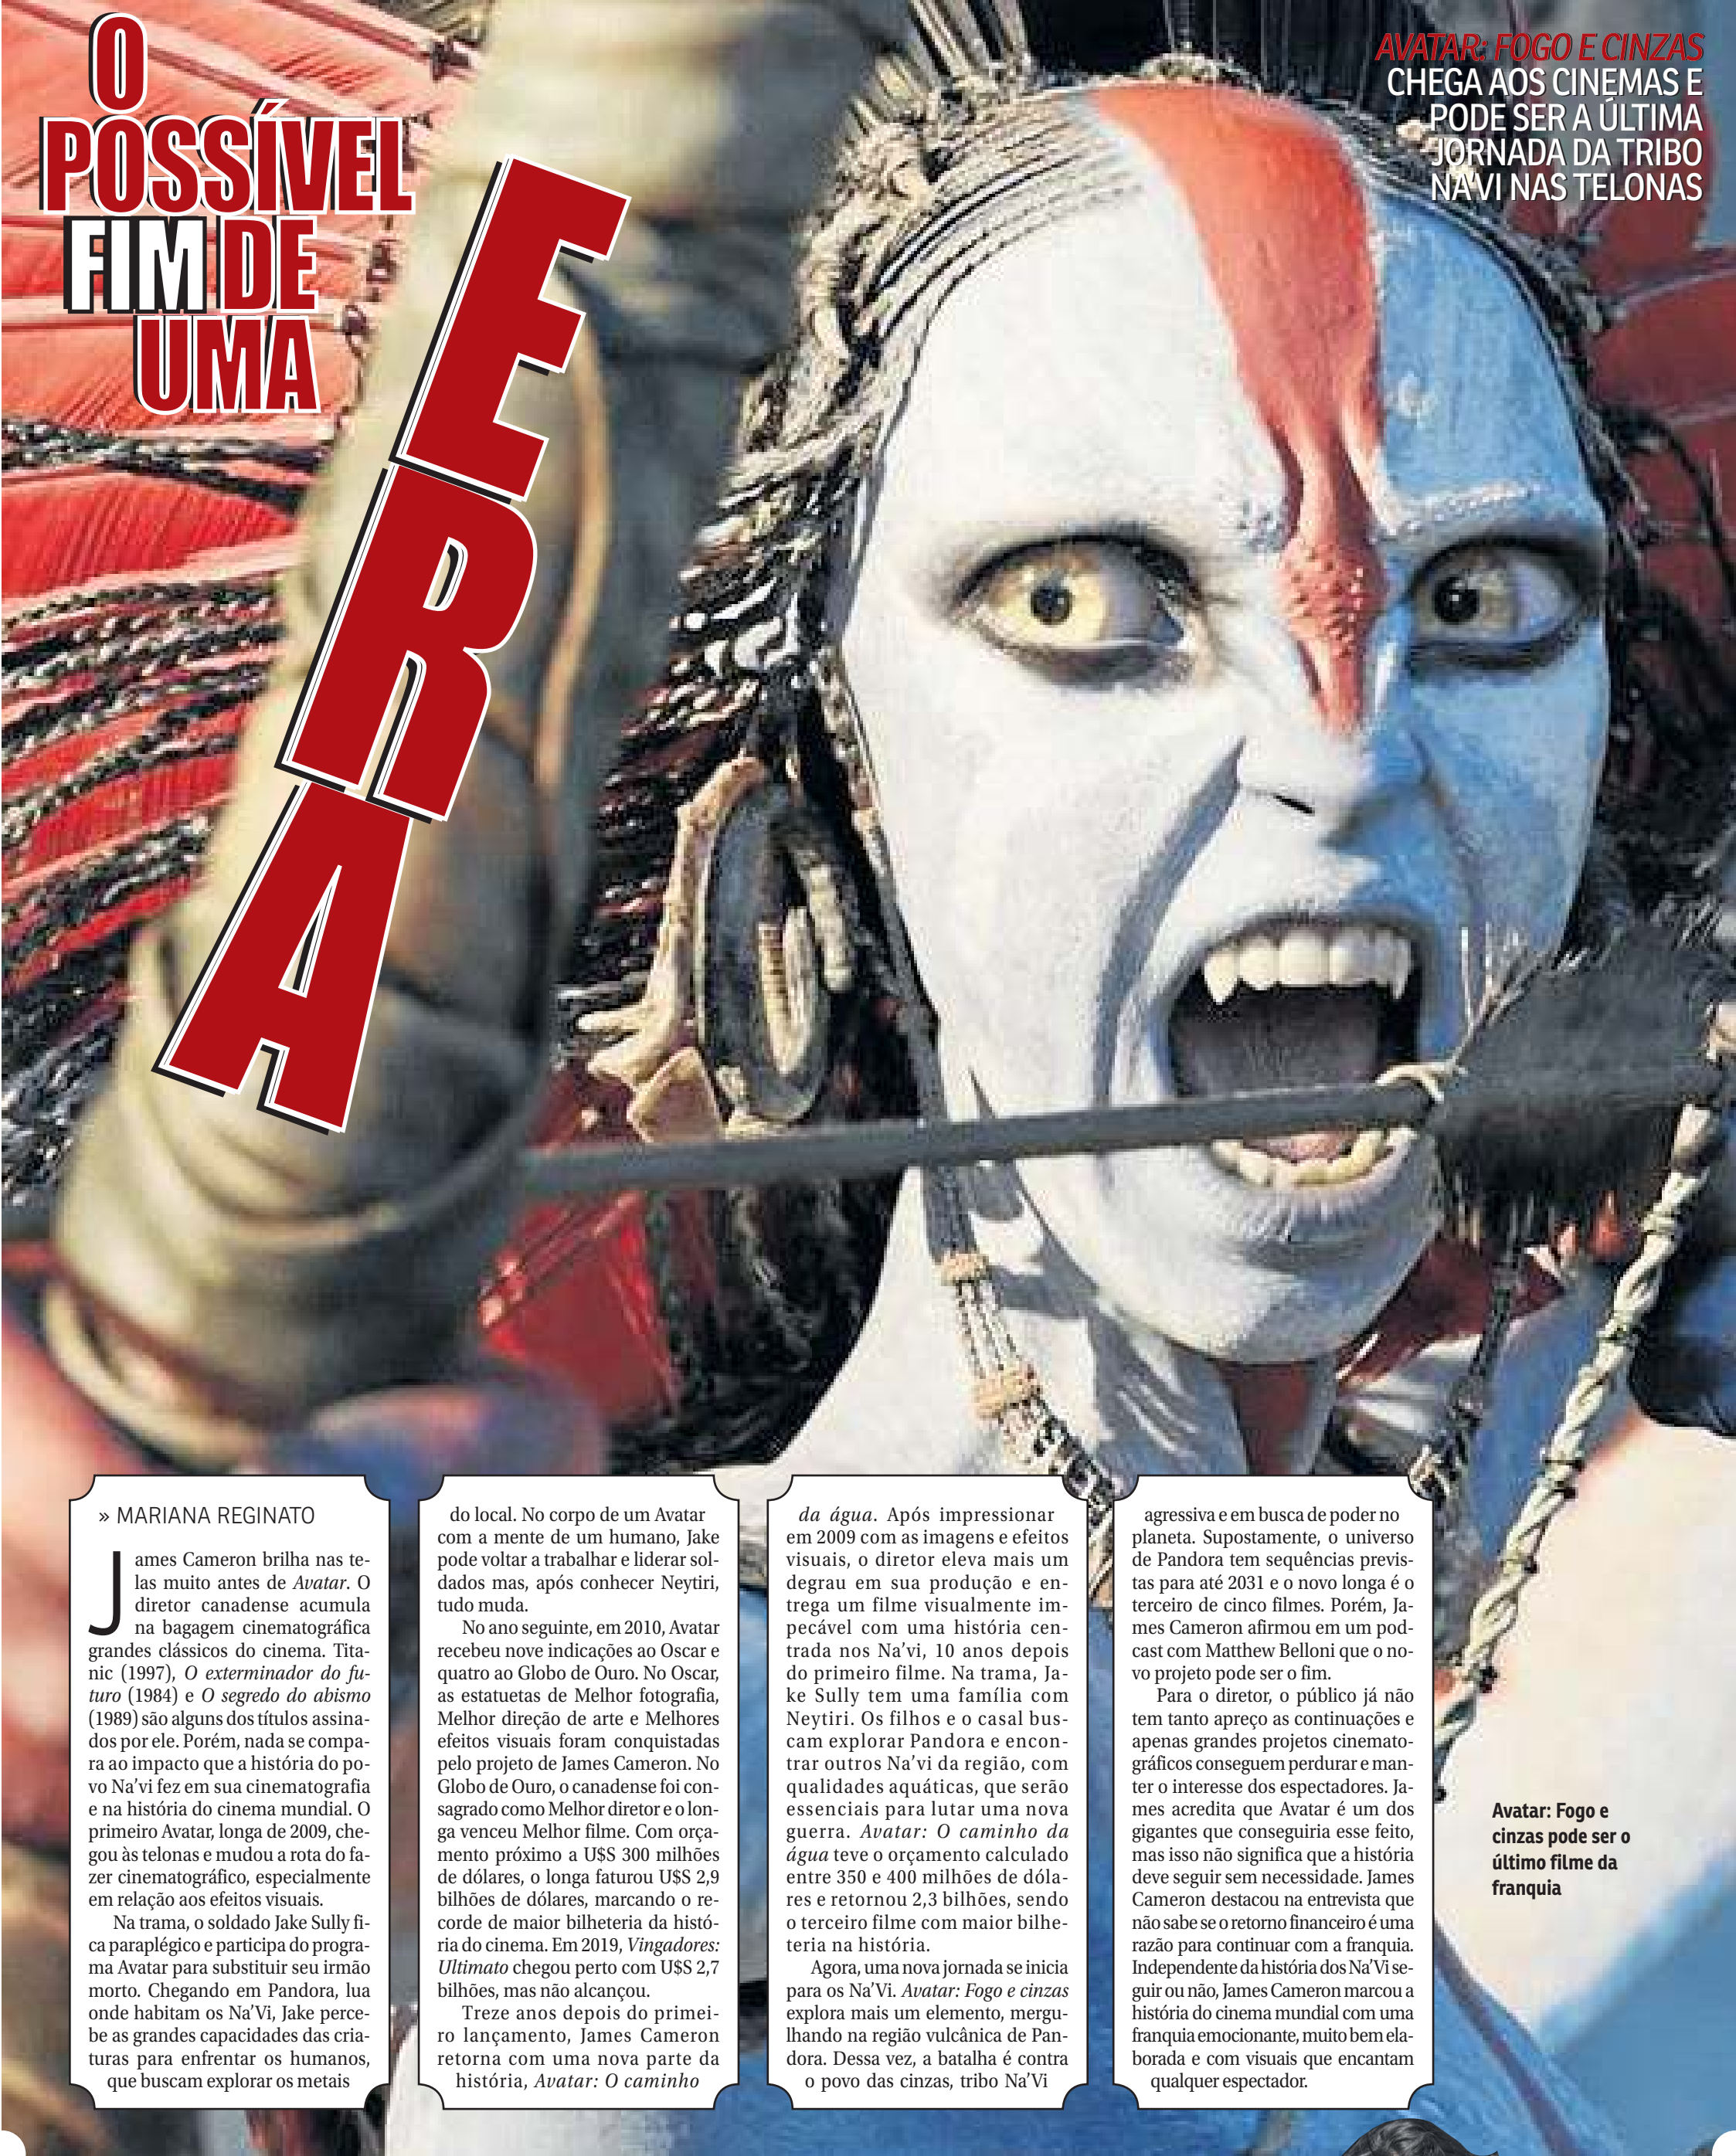 O
POSSÍVEL
FIM DE
UMA
ERA
AVATAR: FOGO E CINZAS
CHEGA AOS CINEMAS E
PODE SER A ÚLTIMA
JORNADA DA TRIBO
NA'VI NAS TELONAS
» MARIANA REGINATO
James Cameron brilha nas te-
las muito antes de Avatar. O
diretor canadense acumula
na bagagem cinematográfica
grandes clássicos do cinema. Tita-
nic (1997), O exterminador do fu-
turo (1984) e O segredo do abismo
(1989) são alguns dos títulos assina-
dos por ele. Porém, nada se compa-
ra ao impacto que a história do po-
vo Na’vi fez em sua cinematografia
e na história do cinema mundial. O
primeiro Avatar, longa de 2009, che-
gou às telonas e mudou a rota do fa-
zer cinematográfico, especialmente
em relação aos efeitos visuais.
Na trama, o soldado Jake Sully fi-
ca paraplégico e participa do progra-
ma Avatar para substituir seu irmão
morto. Chegando em Pandora, lua
onde habitam os Na’Vi, Jake perce-
be as grandes capacidades das cria-
turas para enfrentar os humanos,
que buscam explorar os metais
do local. No corpo de um Avatar
com a mente de um humano, Jake
pode voltar a trabalhar e liderar sol-
dados mas, após conhecer Neytiri,
tudo muda.
No ano seguinte, em 2010, Avatar
recebeu nove indicações ao Oscar e
quatro ao Globo de Ouro. No Oscar,
as estatuetas de Melhor fotografia,
Melhor direção de arte e Melhores
efeitos visuais foram conquistadas
pelo projeto de James Cameron. No
Globo de Ouro, o canadense foi con-
sagrado como Melhor diretor e o lon-
ga venceu Melhor filme. Com orça-
mento próximo a U$S 300 milhões
de dólares, o longa faturou U$S 2,9
bilhões de dólares, marcando o re-
corde de maior bilheteria da histó-
ria do cinema. Em 2019, Vingadores:
Ultimato chegou perto com U$S 2,7
bilhões, mas não alcançou.
Treze anos depois do primei-
ro lançamento, James Cameron
retorna com uma nova parte da
história, Avatar: O caminho
da água. Após impressionar
em 2009 com as imagens e efeitos
visuais, o diretor eleva mais um
degrau em sua produção e en-
trega um filme visualmente im-
pecável com uma história cen-
trada nos Na’vi, 10 anos depois
do primeiro filme. Na trama, Ja-
ke Sully tem uma família com
Neytiri. Os filhos e o casal bus-
cam explorar Pandora e encon-
trar outros Na’vi da região, com
qualidades aquáticas, que serão
essenciais para lutar uma nova
guerra. Avatar: O caminho da
água teve o orçamento calculado
entre 350 e 400 milhões de dóla-
res e retornou 2,3 bilhões, sendo
o terceiro filme com maior bilhe-
teria na história.
Agora, uma nova jornada se inicia
para os Na’Vi. Avatar: Fogo e cinzas
explora mais um elemento, mergu-
lhando na região vulcânica de Pan-
dora. Dessa vez, a batalha é contra
o povo das cinzas, tribo Na’Vi
agressiva e em busca de poder no
planeta. Supostamente, o universo
de Pandora tem sequências previs-
tas para até 2031 e o novo longa é o
terceiro de cinco filmes. Porém, Ja-
mes Cameron afirmou em um pod-
cast com Matthew Belloni que o no-
vo projeto pode ser o fim.
Para o diretor, o público já não
tem tanto apreço as continuações e
apenas grandes projetos cinemato-
gráficos conseguem perdurar e man-
ter o interesse dos espectadores. Ja-
mes acredita que Avatar é um dos
gigantes que conseguiria esse feito,
mas isso não significa que a história
deve seguir sem necessidade. James
Cameron destacou na entrevista que
não sabe se o retorno financeiro é uma
razão para continuar com a franquia.
Independente da história dos Na’Vi se-
guir ou não, James Cameron marcou a
história do cinema mundial com uma
franquia emocionante, muito bem ela-
borada e com visuais que encantam
qualquer espectador.
Avatar: Fogo e
cinzas pode ser o
último filme da
franquia